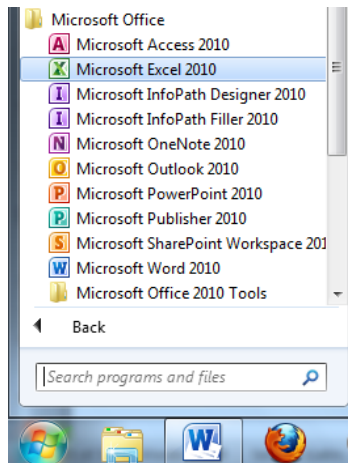 Microsoft Office
Microsoft Access 2010
Microsoft Excel 2010
Microsoft InfoPath Designer 2010
Microsoft InfoPath Filler 2010
Microsoft OneNote 2010
Microsoft Outlook 2010
Microsoft PowerPoint 2010
Microsoft Publisher 2010
Microsoft SharePoint Workspace 201
Microsoft Word 2010
Microsoft Office 2010 Tools
Back
Search programs and files